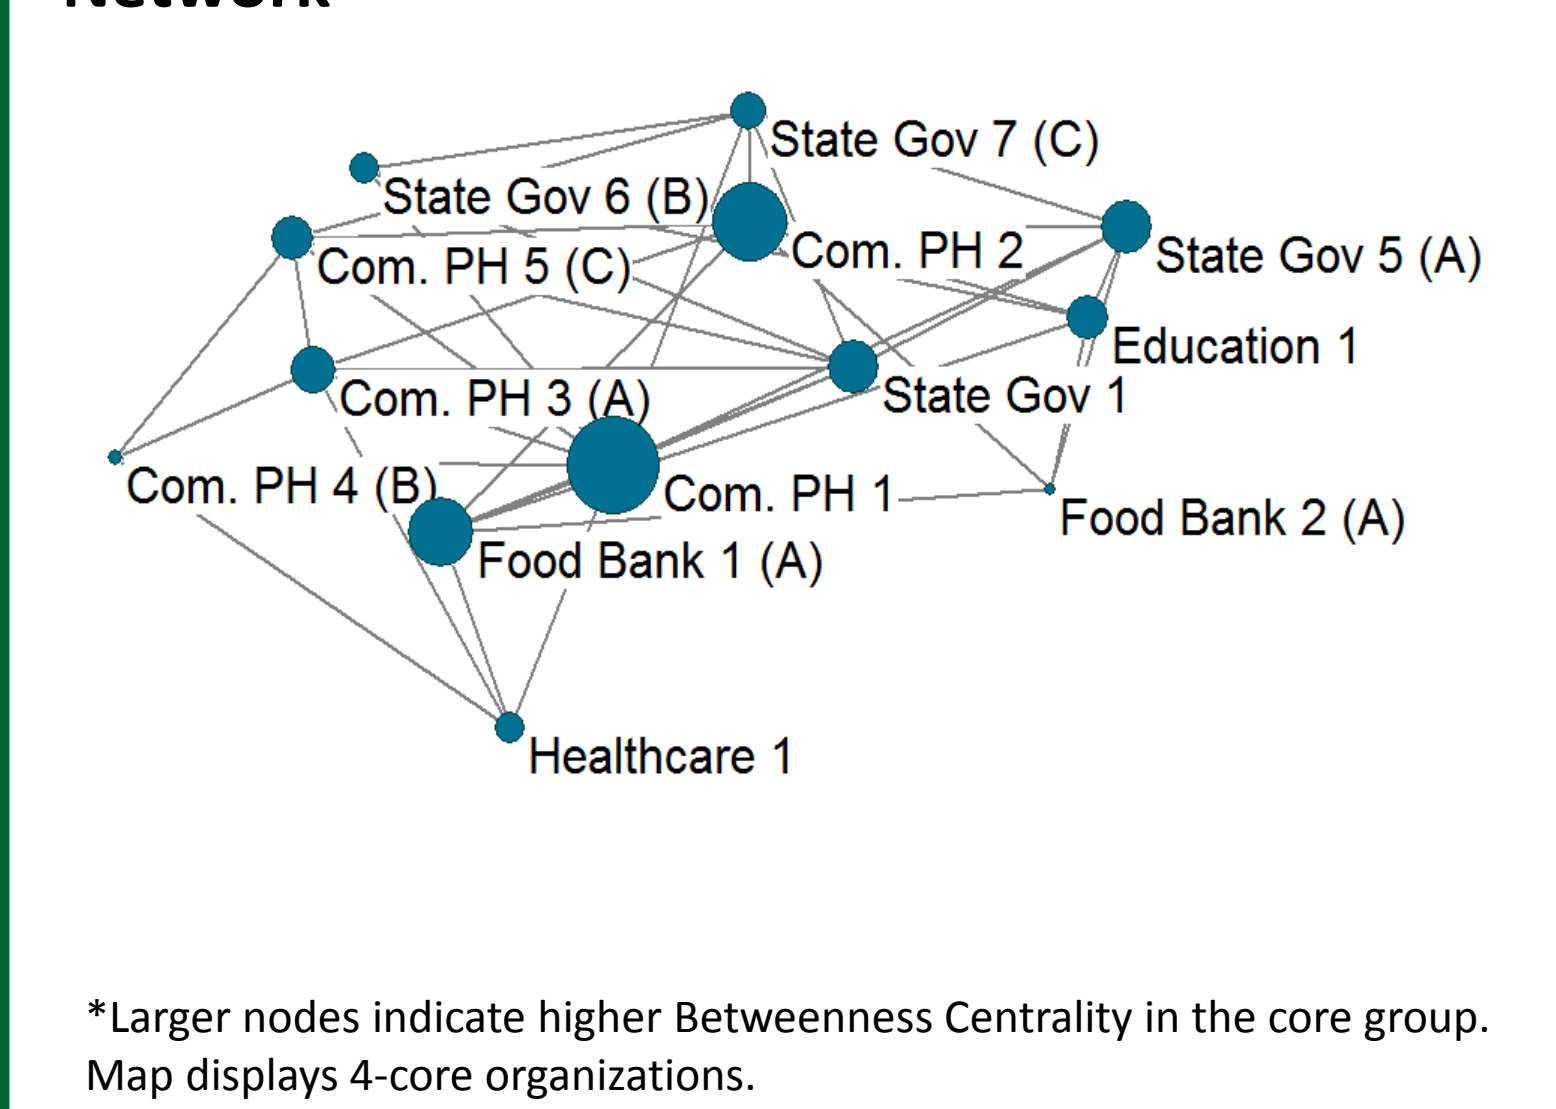 Network
State Gov 7 (C)
State Gov 6 (B)
Com. PH 2
State Gov 5 (A)
Com. PH 5 (C)
Education 1
Com. PH 3 (A)
State Gov 1
Com. PH 4 (B)
Com. PH 1
Food Bank 2 (A)
Food Bank 1 (A)
Healthcare 1
*Larger nodes indicate higher Betweenness Centrality in the core group.
Map displays 4-core organizations.